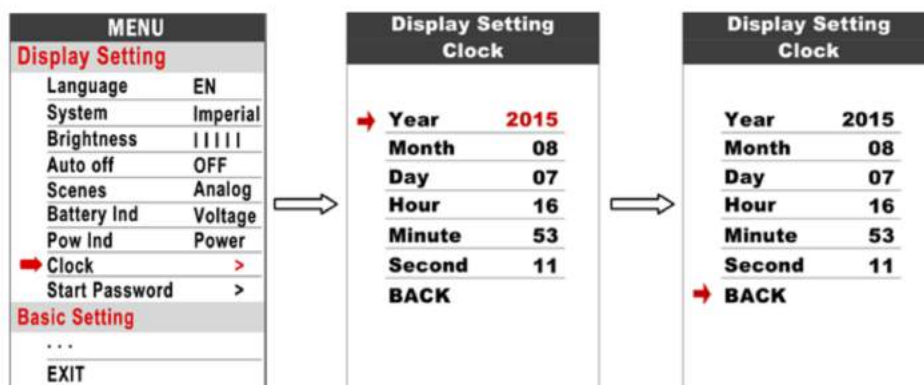 MENU
Display Setting
Language EN
System Imperial
Brightness | | | | |
Auto off OFF
Scenes Analog
Battery Ind Voltage
Pow Ind Power
Clock >
Start Password >
Basic Setting
...
EXIT
Display Setting
Clock
Year 2015
Month 08
Day 07
Hour 16
Minute 53
Second 11
BACK
Display Setting
Clock
Year 2015
Month 08
Day 07
Hour 16
Minute 53
Second 11
BACK